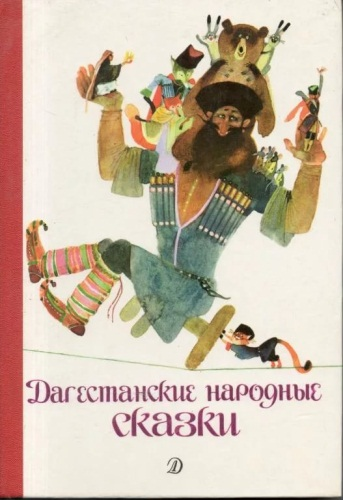 Дагестанские народные
сказки
Д